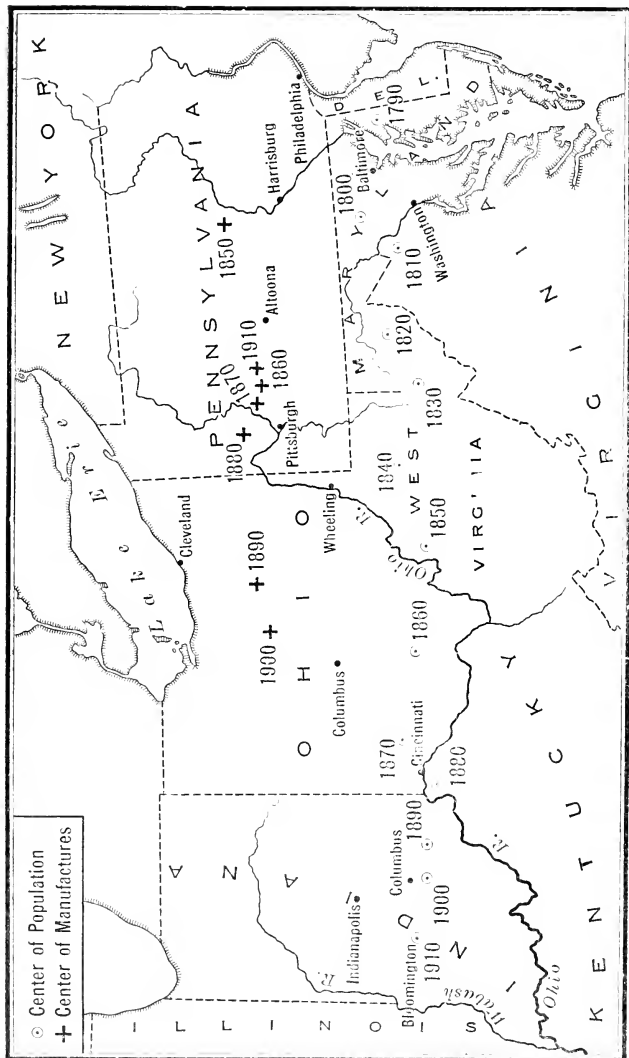 ⊙ Center of Population
+ Center of Manufactures
NEW YORK
Lake Erie
Cleveland
PENNSYLVANIA
1850
Harrisburg
Philadelphia
Altoona
1870
1910
1860
1880
Pittsburgh
DEL.
1790
Baltimore
1800
MARYLAND
1810
Washington
1820
1830
WEST
VIRGINIA
1840
1850
VIRGINIA
Wheeling
Ohio R.
OHIO
1890
1900
Columbus
1860
1870
Cincinnati
1880
KENTUCKY
INDIANA
Indianapolis
Columbus
1890
1900
Bloomington
1910
Wabash R.
Ohio R.
ILLINOIS